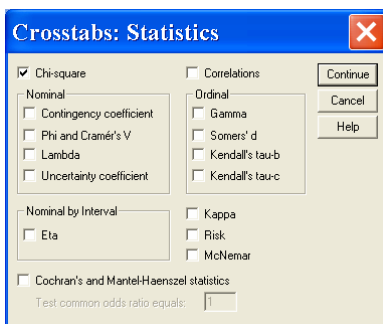 Crosstabs: Statistics
Chi-square
Correlations
Continue
Nominal
Ordinal
Cancel
Contingency coefficient
Gamma
Help
Phi and Cramér's V
Somers' d
Lambda
Kendall's tau-b
Uncertainty coefficient
Kendall's tau-c
Nominal by Interval
Kappa
Eta
Risk
McNemar
Cochran's and Mantel-Haenszel statistics
Test common odds ratio equals:
1